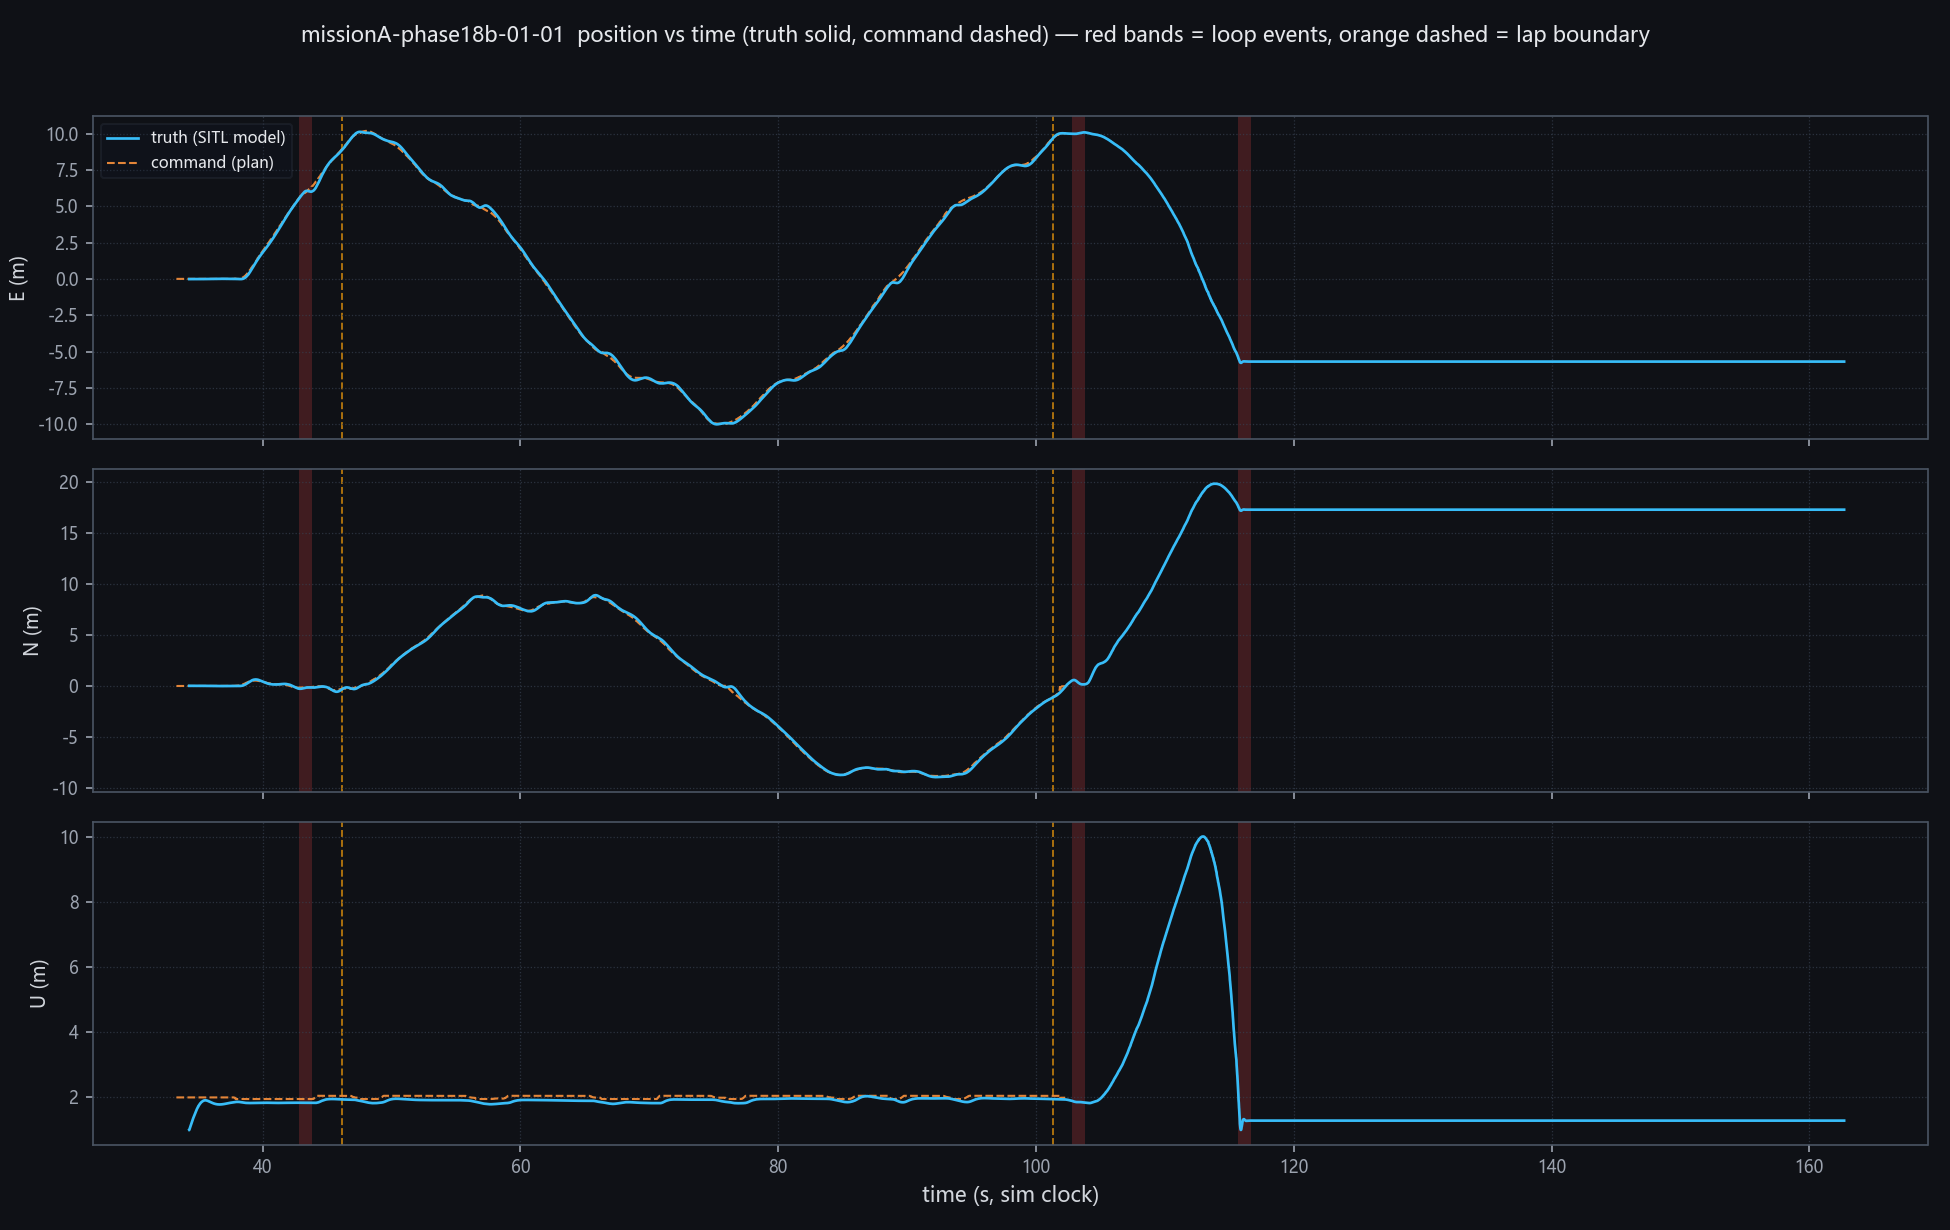 missionA-phase18b-01-01  position vs time (truth solid, command dashed) — red bands = loop events, orange dashed = lap boundary
truth (SITL model)
command (plan)
E (m)
10.0
7.5
5.0
2.5
0.0
-2.5
-5.0
-7.5
-10.0
N (m)
20
15
10
5
0
-5
-10
U (m)
10
8
6
4
2
40 60 80 100 120 140 160
time (s, sim clock)